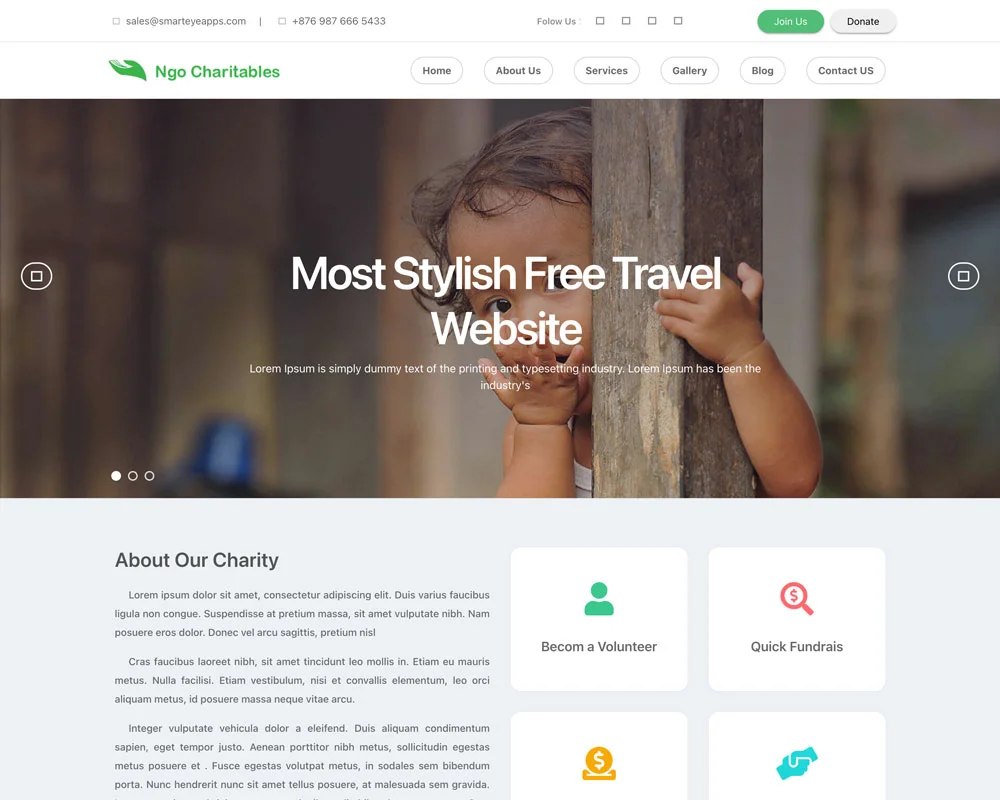 sales@smarteyeapps.com | +876 987 666 5433 Folow Us : Join Us Donate
Ngo Charitables Home About Us Services Gallery Blog Contact US
Most Stylish Free Travel
Website
Lorem Ipsum is simply dummy text of the printing and typesetting industry. Lorem Ipsum has been the
industry's
About Our Charity
Lorem ipsum dolor sit amet, consectetur adipiscing elit. Duis varius faucibus
ligula non congue. Suspendisse at pretium massa, sit amet vulputate nibh. Nam
posuere eros dolor. Donec vel arcu sagittis, pretium nisl
Cras faucibus laoreet nibh, sit amet tincidunt leo mollis in. Etiam eu mauris
metus. Nulla facilisi. Etiam vestibulum, nisi et convallis elementum, leo orci
aliquam metus, id posuere massa neque vitae arcu.
Integer vulputate vehicula dolor a eleifend. Duis aliquam condimentum
sapien, eget tempor justo. Aenean porttitor nibh metus, sollicitudin egestas
metus posuere et . Fusce egestas volutpat metus, in sodales sem bibendum
porta. Nunc hendrerit nunc sit amet tellus posuere, at malesuada sem gravida.
Becom a Volunteer
Quick Fundrais